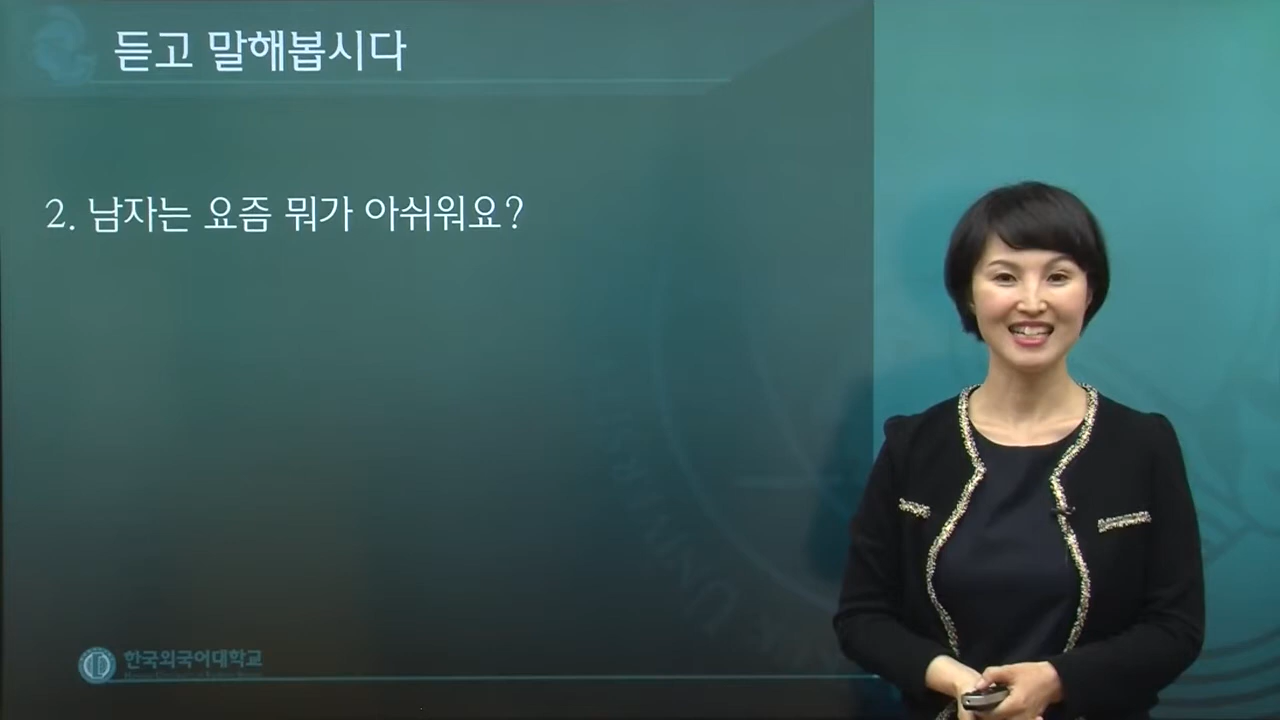 듣고 말해봅시다
2. 남자는 요즘 뭐가 아쉬워요?
한국외국어대학교